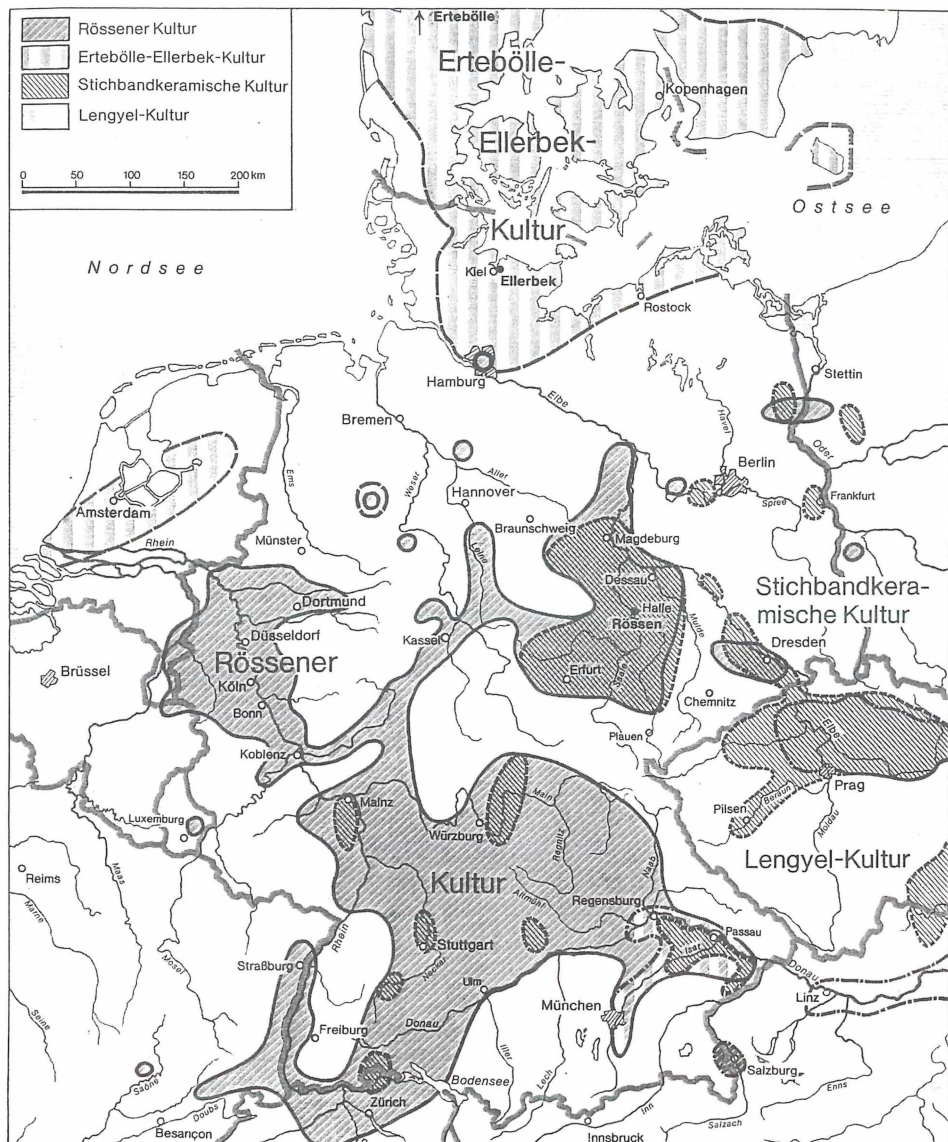 Rössener Kultur
Ertebölle-Ellerbek-Kultur
Stichbandkeramische Kultur
Lengyel-Kultur
0 50 100 150 200 km
Ertebölle
Ertebölle-
Kopenhagen
Ellerbek-
Ostsee
Kultur
Nordsee
Kiel
Ellerbek
Rostock
Stettin
Hamburg
Elbe
Bremen
Havel
Oder
Aller
Berlin
Ems
Weser
Hannover
Spree
Frankfurt
Amsterdam
Braunschweig
Rhein
Münster
Leine
Magdeburg
Dessau
Stichbandkera-
mische Kultur
Dortmund
Halle
Mulde
Rössen
Düsseldorf
Kassel
Dresden
Rössener
Brüssel
Köln
Erfurt
Saale
Bonn
Chemnitz
Elbe
Koblenz
Plauen
Prag
Mainz
Main
Beraun
Pilsen
Moldau
Luxemburg
Würzburg
Regnitz
Naab
Lengyel-Kultur
Reims
Maas
Kultur
Altmühl
Regensburg
Marne
Passau
Rhein
Isar
Mosel
Stuttgart
Straßburg
Neckar
Donau
Ulm
Linz
München
Seine
Donau
Freiburg
Iller
Lech
Salzburg
Saône
Bodensee
Enns
Doubs
Inn
Zürich
Salzach
Besançon
Innsbruck